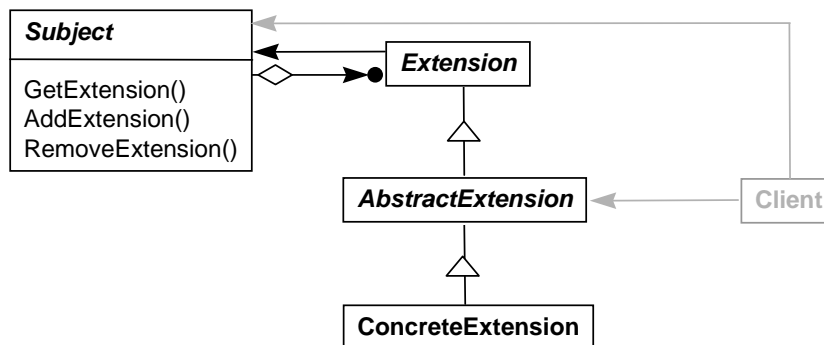 Subject
GetExtension()
AddExtension()
RemoveExtension()
Extension
AbstractExtension
Client
ConcreteExtension